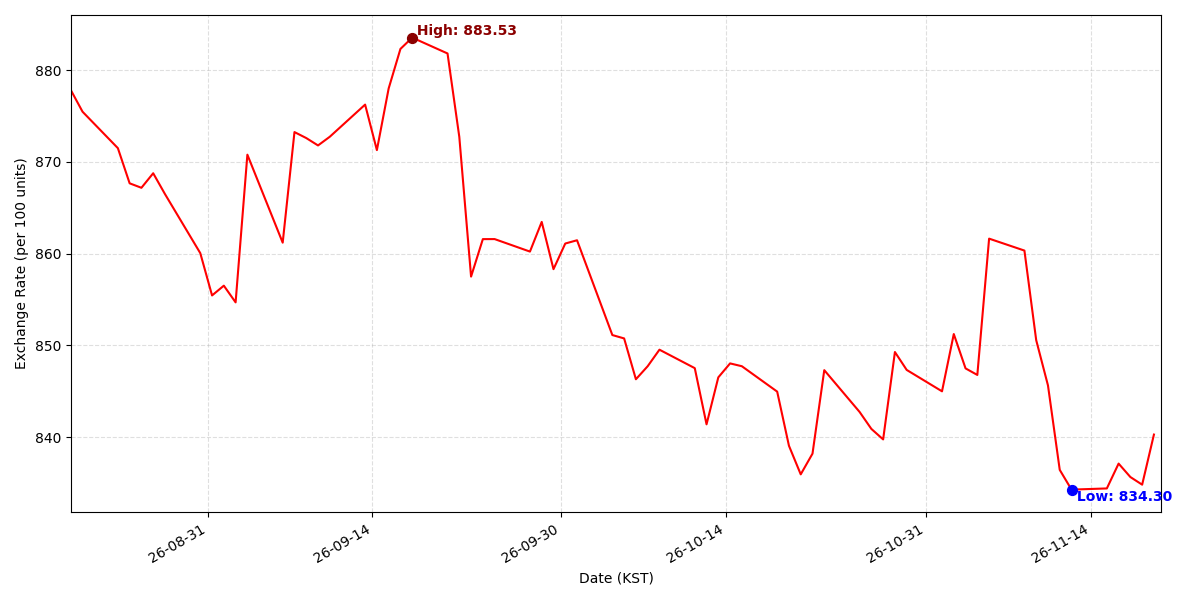 High: 883.53
880
870
860
850
840
Exchange Rate (per 100 units)
Low: 834.30
26-08-31
26-09-14
26-09-30
26-10-14
26-10-31
26-11-14
Date (KST)